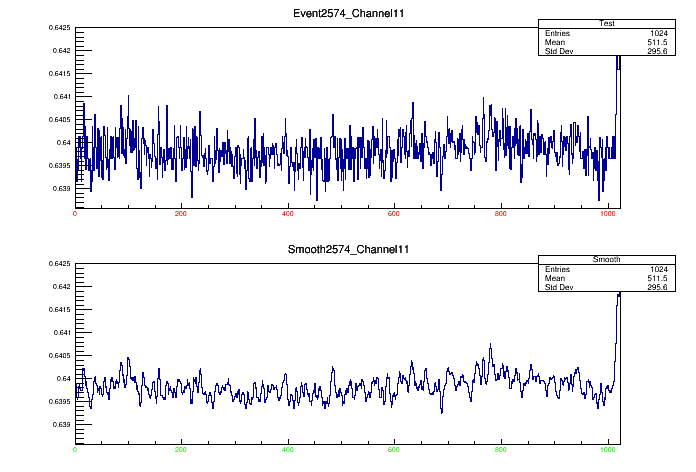 Event2574_Channel11
Test
Entries 1024
Mean 511.5
Std Dev 295.6
0.6425
0.642
0.6415
0.641
0.6405
0.64
0.6395
0.639
0 200 400 600 800 1000
Smooth2574_Channel11
Smooth
Entries 1024
Mean 511.5
Std Dev 295.6
0.6425
0.642
0.6415
0.641
0.6405
0.64
0.6395
0.639
0 200 400 600 800 1000